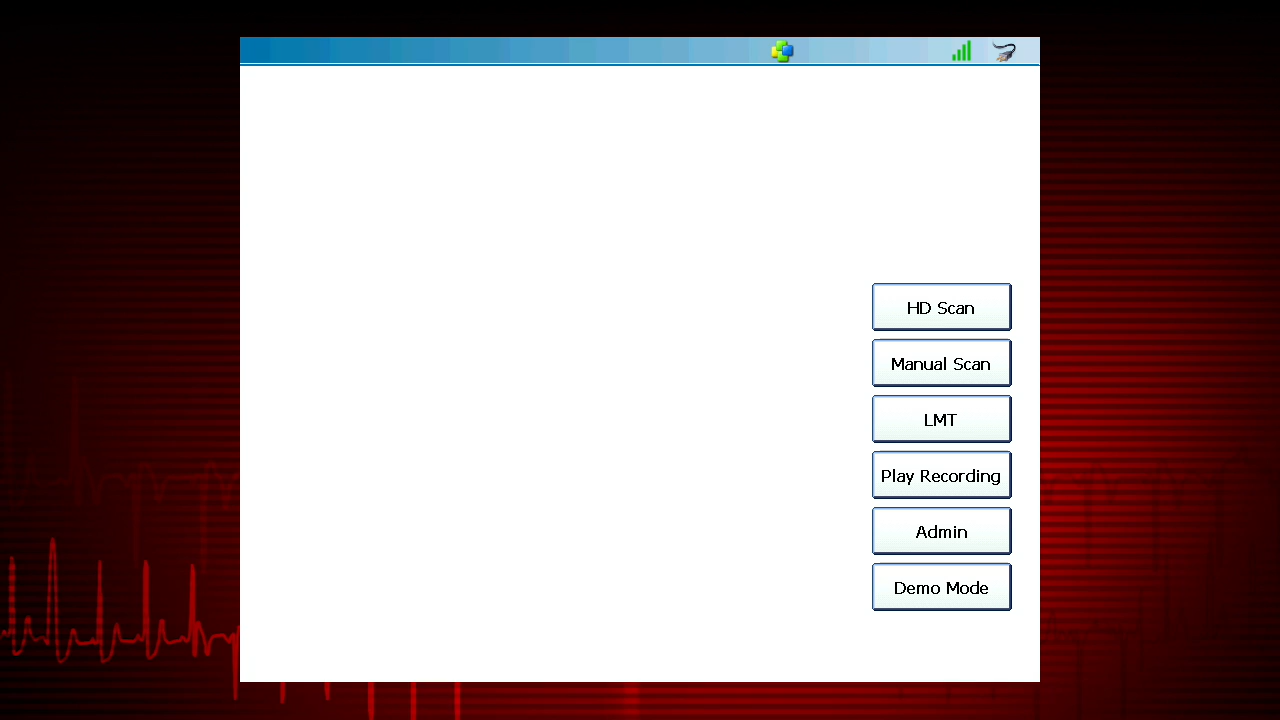 HD Scan
Manual Scan
LMT
Play Recording
Admin
Demo Mode